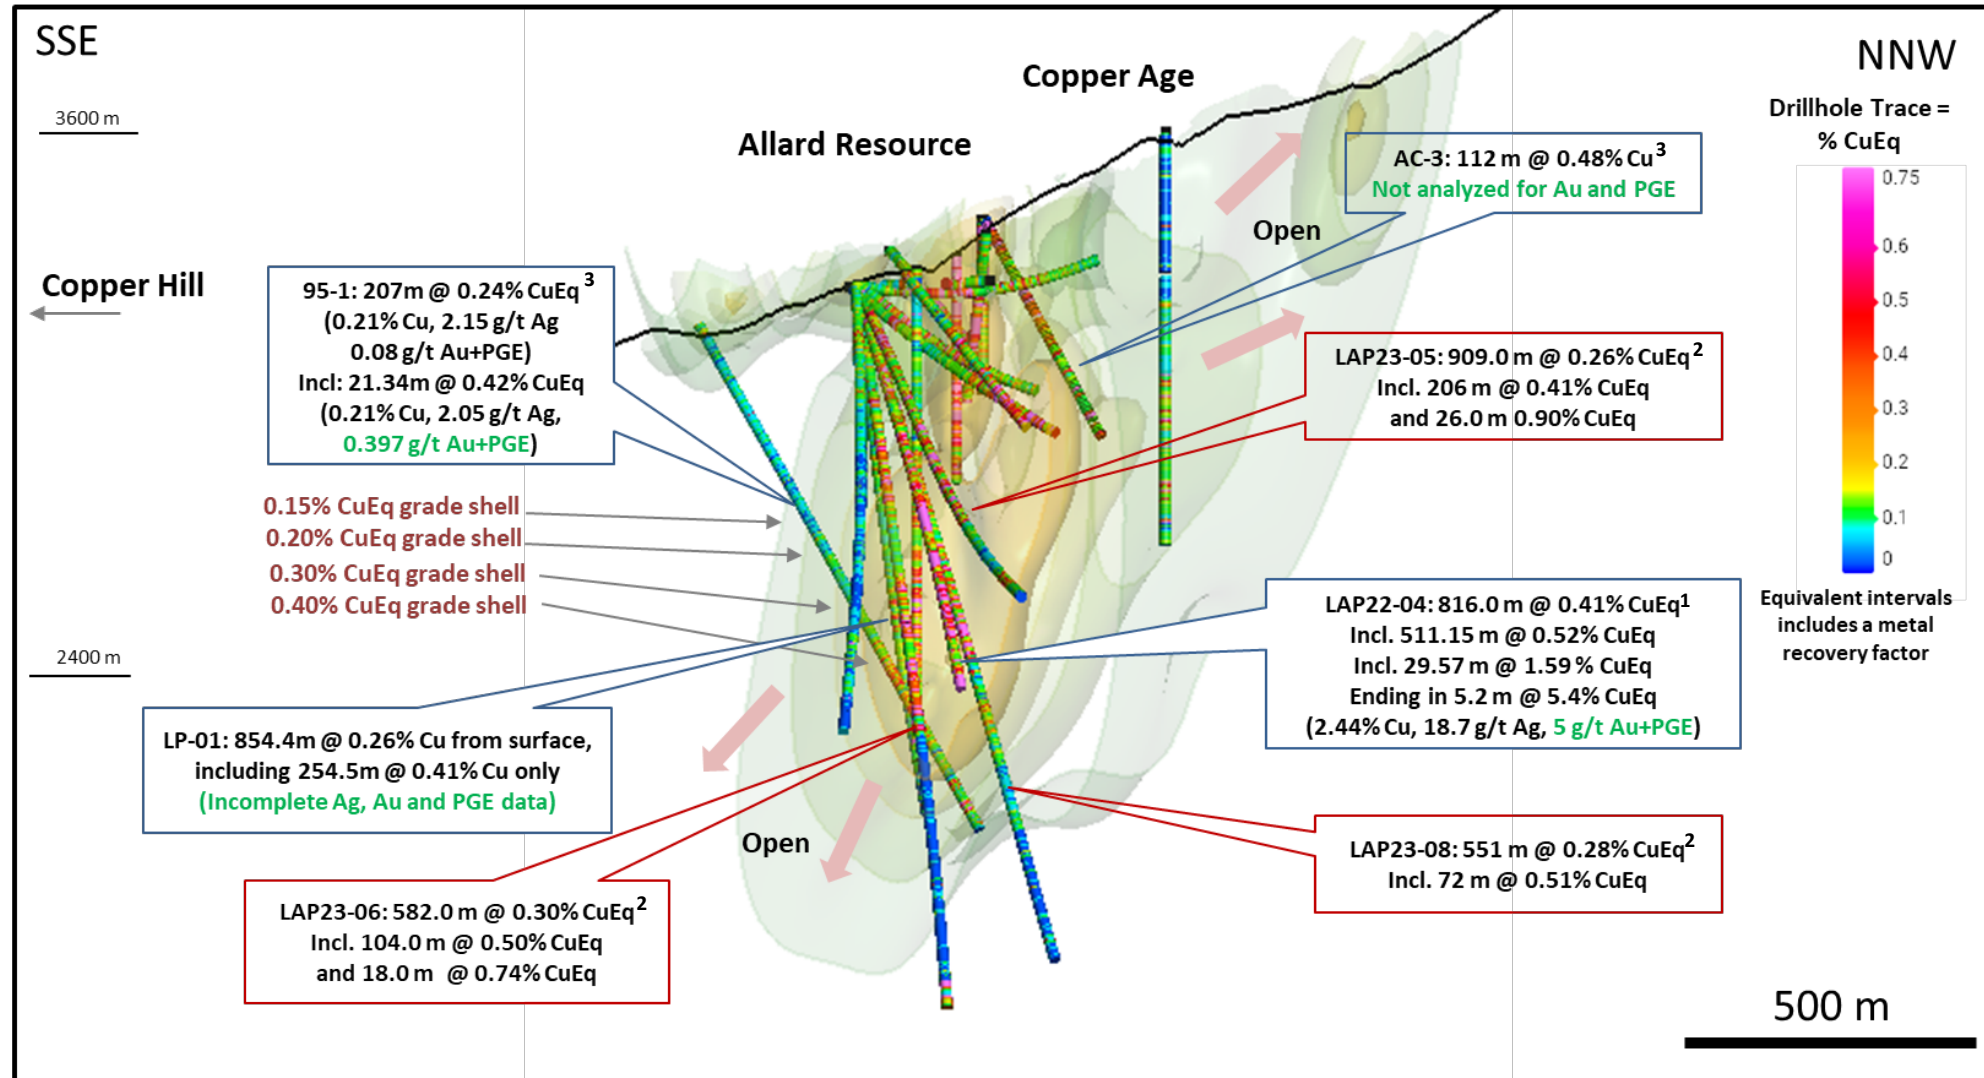 SSE
NNW
3600 m
Copper Age
Allard Resource
Drillhole Trace =
% CuEq
0.75
0.6
0.5
0.4
0.3
0.2
0.1
0
Equivalent intervals
includes a metal
recovery factor
AC-3: 112 m @ 0.48% Cu³
Not analyzed for Au and PGE
Open
Copper Hill
95-1: 207m @ 0.24% CuEq³
(0.21% Cu, 2.15 g/t Ag
0.08 g/t Au+PGE)
Incl: 21.34m @ 0.42% CuEq
(0.21% Cu, 2.05 g/t Ag,
0.397 g/t Au+PGE)
LAP23-05: 909.0 m @ 0.26% CuEq²
Incl. 206 m @ 0.41% CuEq
and 26.0 m 0.90% CuEq
0.15% CuEq grade shell
0.20% CuEq grade shell
0.30% CuEq grade shell
0.40% CuEq grade shell
2400 m
LAP22-04: 816.0 m @ 0.41% CuEq¹
Incl. 511.15 m @ 0.52% CuEq
Incl. 29.57 m @ 1.59 % CuEq
Ending in 5.2 m @ 5.4% CuEq
(2.44% Cu, 18.7 g/t Ag, 5 g/t Au+PGE)
LP-01: 854.4m @ 0.26% Cu from surface,
including 254.5m @ 0.41% Cu only
(Incomplete Ag, Au and PGE data)
Open
LAP23-08: 551 m @ 0.28% CuEq²
Incl. 72 m @ 0.51% CuEq
LAP23-06: 582.0 m @ 0.30% CuEq²
Incl. 104.0 m @ 0.50% CuEq
and 18.0 m @ 0.74% CuEq
500 m